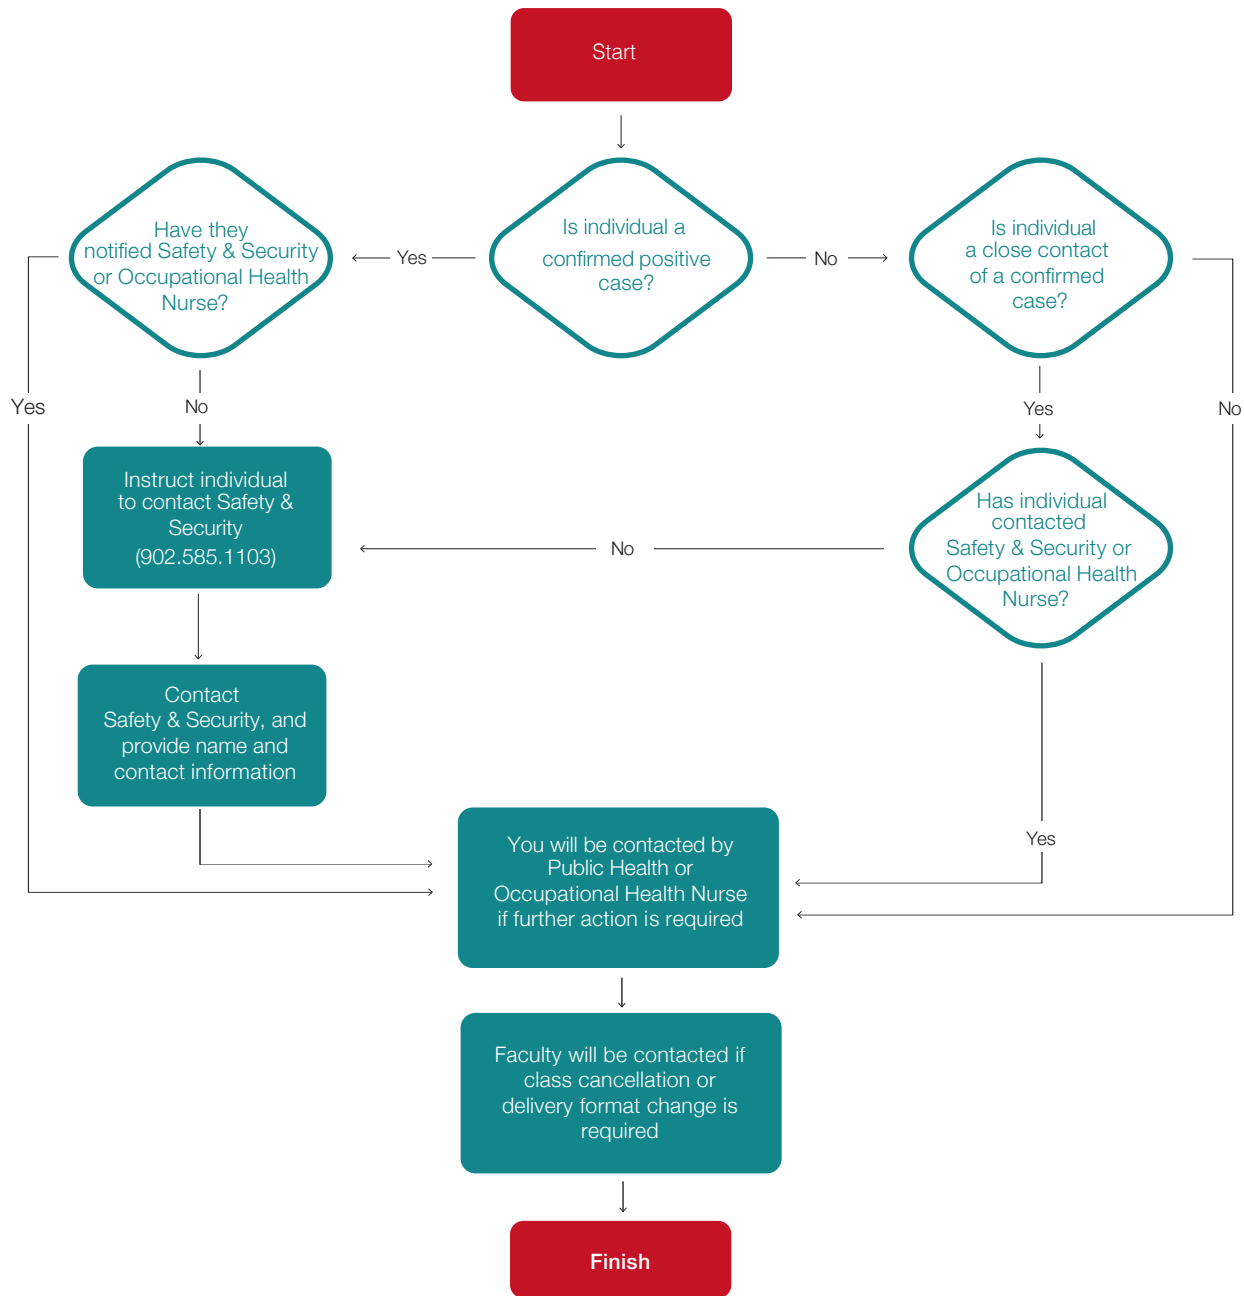 Start
Is individual a
confirmed positive
case?
Yes
No
Have they
notified Safety & Security
or Occupational Health
Nurse?
Is individual
a close contact
of a confirmed
case?
Yes
No
Yes
No
Instruct individual
to contact Safety &
Security
(902.585.1103)
Has individual
contacted
Safety & Security or
Occupational Health
Nurse?
No
Contact
Safety & Security, and
provide name and
contact information
Yes
You will be contacted by
Public Health or
Occupational Health Nurse
if further action is required
Faculty will be contacted if
class cancellation or
delivery format change is
required
Finish